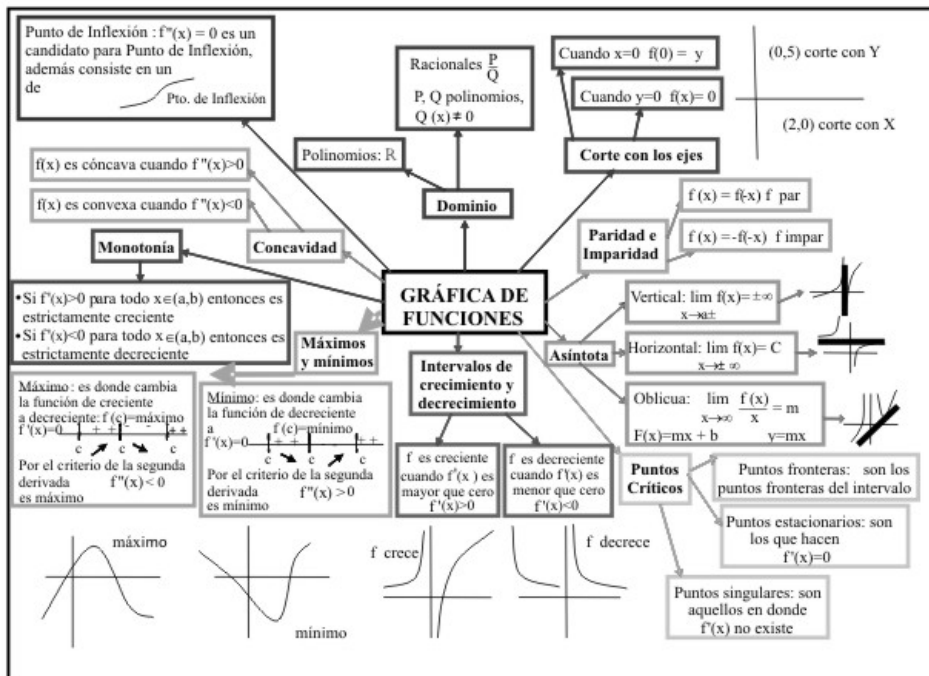 Punto de Inflexión : f"(x) = 0 es un
candidato para Punto de Inflexión,
además consiste en un
de
Pto. de Inflexión
Racionales P/Q
P, Q polinomios,
Q (x) ≠ 0
Polinomios: R
Dominio
Cuando x=0 f(0) = y
Cuando y=0 f(x)= 0
Corte con los ejes
(0,5) corte con Y
(2,0) corte con X
f(x) es cóncava cuando f "(x)>0
f(x) es convexa cuando f "(x)<0
Concavidad
Monotonía
•Si f'(x)>0 para todo x∈(a,b) entonces es
estrictamente creciente
•Si f'(x)<0 para todo x∈(a,b) entonces es
estrictamente decreciente
GRÁFICA DE
FUNCIONES
Paridad e
Imparidad
f (x) = f(-x) f par
f (x) =-f(-x) f impar
Asíntota
Vertical: lim f(x)= ±∞
x→a±
Horizontal: lim f(x)= C
x→± ∞
Oblicua: lim f (x)/x = m
x→∞
F(x)=mx + b y=mx
Máximos
y mínimos
Máximo: es donde cambia
la función de creciente
a decreciente: f (c)=máximo
f '(x)=0 + + - - ++
c c c
Por el criterio de la segunda
derivada f"(x) < 0
es máximo
Mínimo: es donde cambia
la función de decreciente
a f (c)=mínimo
f '(x)=0 + + - - ++
c c c
Por el criterio de la segunda
derivada f "(x) > 0
es mínimo
Intervalos de
crecimiento y
decrecimiento
f es creciente
cuando f'(x ) es
mayor que cero
f '(x)>0
f es decreciente
cuando f'(x) es
menor que cero
f '(x)<0
Puntos
Críticos
Puntos fronteras: son los
puntos fronteras del intervalo
Puntos estacionarios: son
los que hacen
f '(x)=0
Puntos singulares: son
aquellos en donde
f '(x) no existe
máximo
mínimo
f crece
f decrece